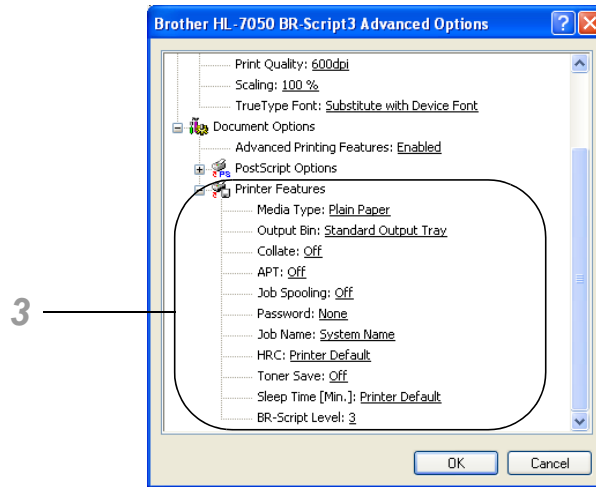 Brother HL-7050 BR-Script3 Advanced Options
Print Quality: 600dpi
Scaling: 100 %
TrueType Font: Substitute with Device Font
Document Options
Advanced Printing Features: Enabled
PS PostScript Options
Printer Features
Media Type: Plain Paper
Output Bin: Standard Output Tray
Collate: Off
APT: Off
Job Spooling: Off
Password: None
Job Name: System Name
HRC: Printer Default
Toner Save: Off
Sleep Time [Min.]: Printer Default
BR-Script Level: 3
3
OK Cancel